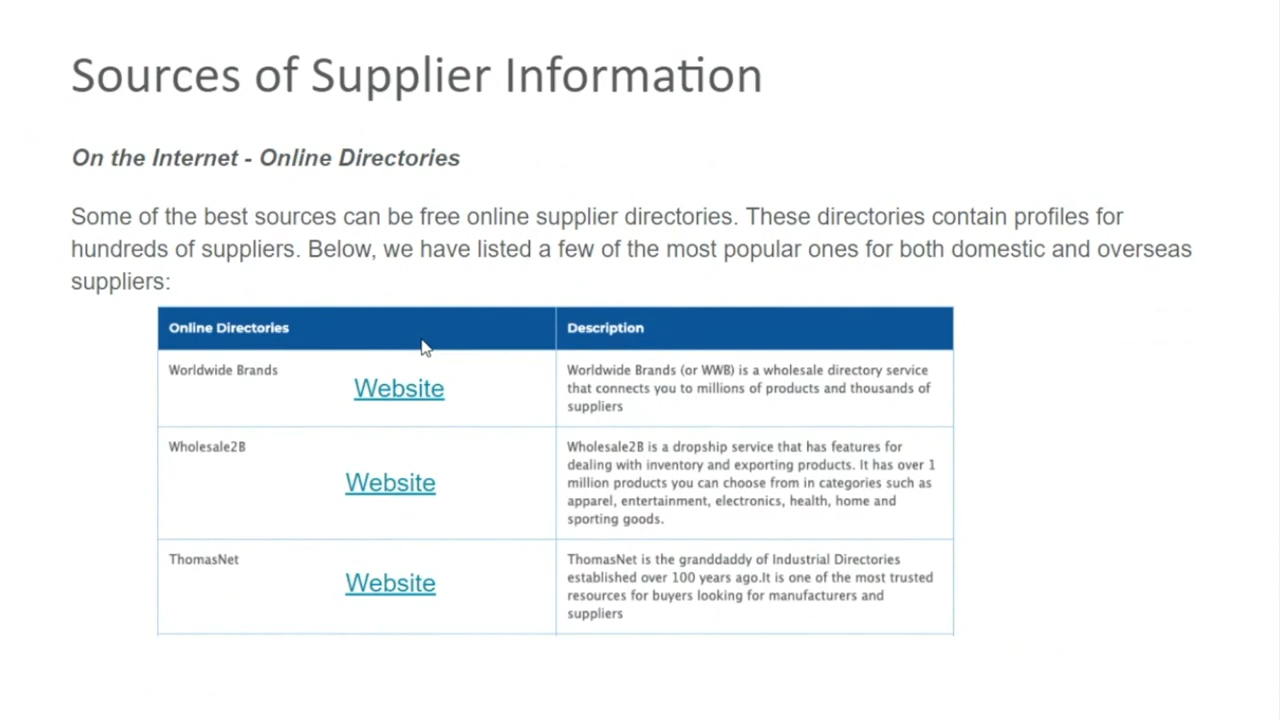 Sources of Supplier Information
On the Internet - Online Directories
Some of the best sources can be free online supplier directories. These directories contain profiles for
hundreds of suppliers. Below, we have listed a few of the most popular ones for both domestic and overseas
suppliers:
Online Directories
Description
Worldwide Brands
Website
Worldwide Brands (or WWB) is a wholesale directory service
that connects you to millions of products and thousands of
suppliers
Wholesale2B
Website
Wholesale2B is a dropship service that has features for
dealing with inventory and exporting products. It has over 1
million products you can choose from in categories such as
apparel, entertainment, electronics, health, home and
sporting goods.
ThomasNet
Website
ThomasNet is the granddaddy of Industrial Directories
established over 100 years ago.It is one of the most trusted
resources for buyers looking for manufacturers and
suppliers